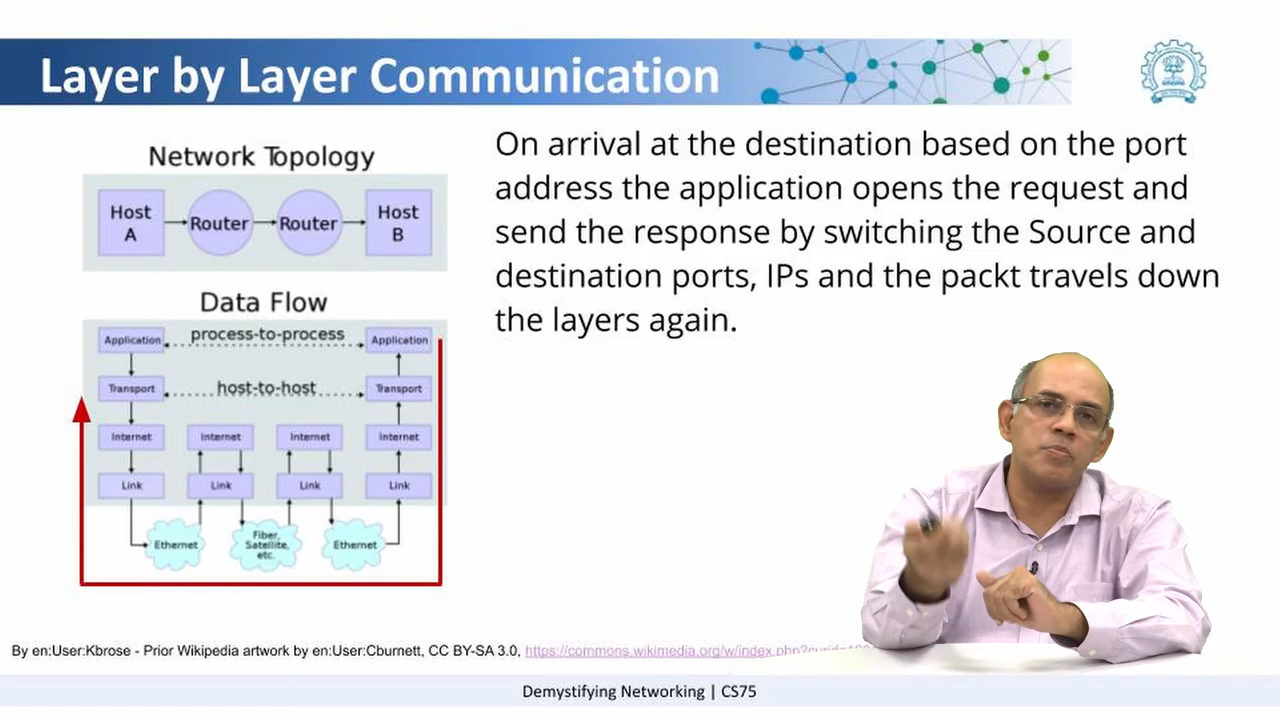 Layer by Layer Communication
Network Topology
Host A
Router
Router
Host B
Data Flow
Application
process-to-process
Application
Transport
host-to-host
Transport
Internet
Internet
Internet
Internet
Link
Link
Link
Link
Ethernet
Fiber, Satellite, etc.
Ethernet
On arrival at the destination based on the port
address the application opens the request and
send the response by switching the Source and
destination ports, IPs and the packt travels down
the layers again.
By en:User:Kbrose - Prior Wikipedia artwork by en:User:Cburnett, CC BY-SA 3.0, https://commons.wikimedia.org/w/index.php?
Demystifying Networking | CS75